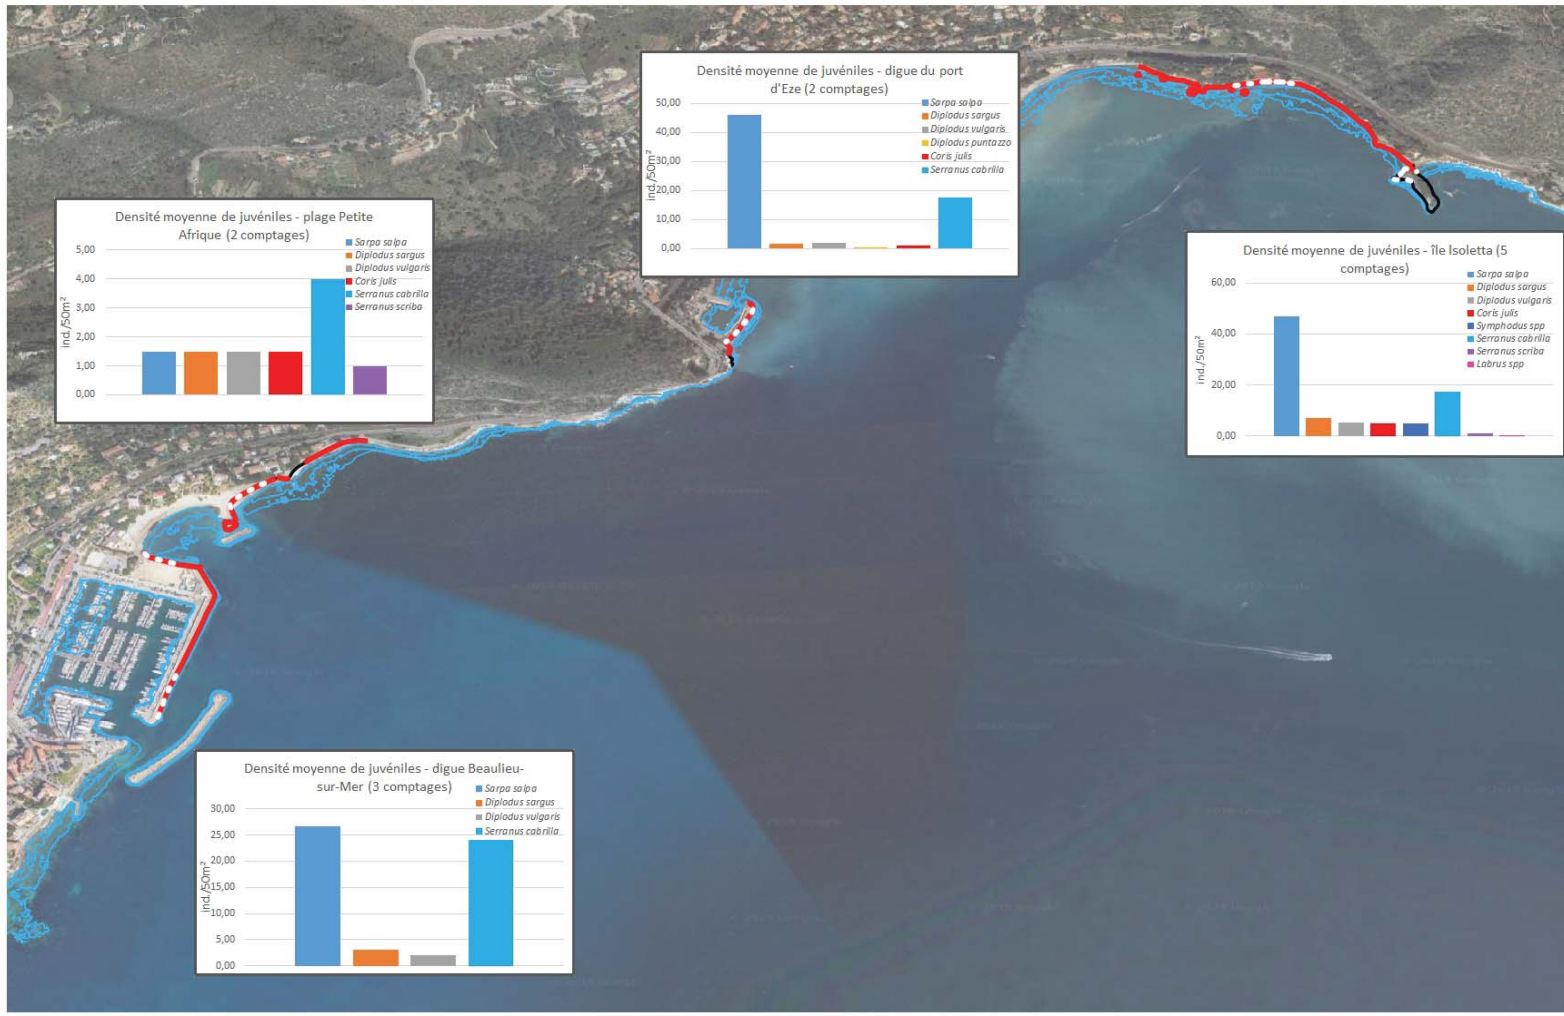 Densité moyenne de juvéniles - digue du port
d'Eze (2 comptages)
50,00
40,00
30,00
20,00
10,00
0,00
ind./50m²
Sarpa salpa
Diplodus sargus
Diplodus vulgaris
Diplodus puntazzo
Coris julis
Serranus cabrilla
Densité moyenne de juvéniles - plage Petite
Afrique (2 comptages)
5,00
4,00
3,00
2,00
1,00
0,00
ind./50m²
Sarpa salpa
Diplodus sargus
Diplodus vulgaris
Coris julis
Serranus cabrilla
Serranus scriba
Densité moyenne de juvéniles - île Isoletta (5
comptages)
60,00
40,00
20,00
0,00
ind./50m²
Sarpa salpa
Diplodus sargus
Diplodus vulgaris
Coris julis
Symphodus spp
Serranus cabrilla
Serranus scriba
Labrus spp
Densité moyenne de juvéniles - digue Beaulieu-
sur-Mer (3 comptages)
30,00
25,00
20,00
15,00
10,00
5,00
0,00
ind./50m²
Sarpa salpa
Diplodus sargus
Diplodus vulgaris
Serranus cabrilla